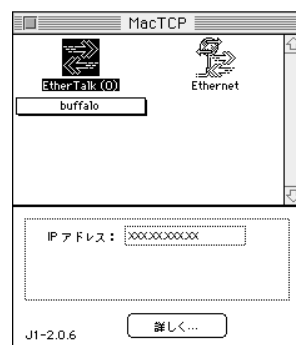 MacTCP
EtherTalk (0)
Ethernet
buffalo
IP アドレス：
XXX.XX.XXX.XX
詳しく...
J1-2.0.6